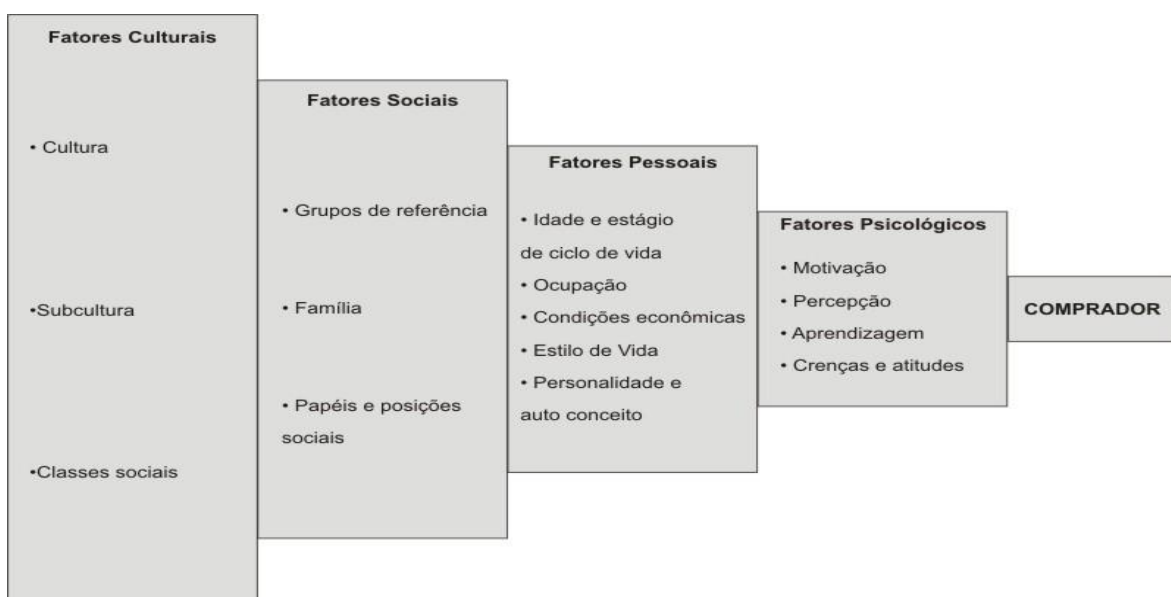 Fatores Culturais
• Cultura
•Subcultura
•Classes sociais
Fatores Sociais
• Grupos de referência
• Família
• Papéis e posições
sociais
Fatores Pessoais
• Idade e estágio
de ciclo de vida
• Ocupação
• Condições econômicas
• Estilo de Vida
• Personalidade e
auto conceito
Fatores Psicológicos
• Motivação
• Percepção
• Aprendizagem
• Crenças e atitudes
COMPRADOR